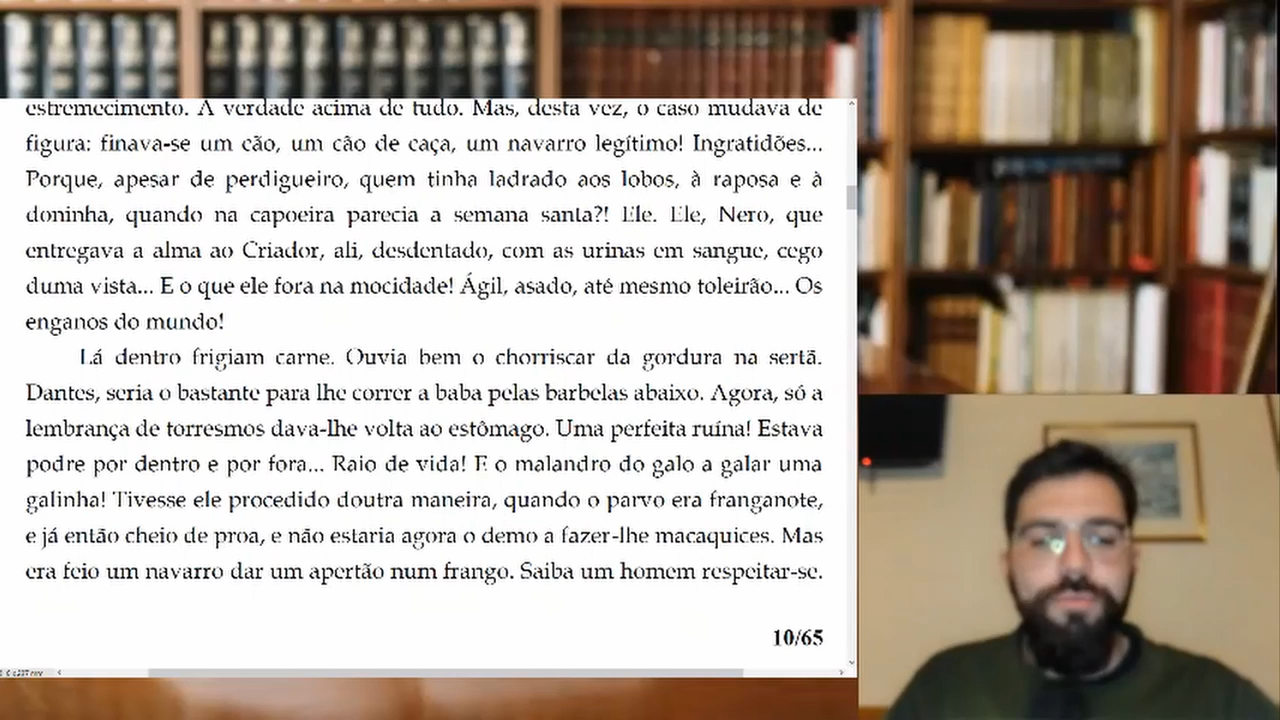 estremecimento. A verdade acima de tudo. Mas, desta vez, o caso mudava de
figura: finava-se um cão, um cão de caça, um navarro legítimo! Ingratidões...
Porque, apesar de perdigueiro, quem tinha ladrado aos lobos, à raposa e à
doninha, quando na capoeira parecia a semana santa?! Ele. Ele, Nero, que
entregava a alma ao Criador, ali, desdentado, com as urinas em sangue, cego
duma vista... E o que ele fora na mocidade! Ágil, asado, até mesmo toleirão... Os
enganos do mundo!
Lá dentro frigiam carne. Ouvia bem o chorriscar da gordura na sertã.
Dantes, seria o bastante para lhe correr a baba pelas barbelas abaixo. Agora, só a
lembrança de torresmos dava-lhe volta ao estômago. Uma perfeita ruína! Estava
podre por dentro e por fora... Raio de vida! E o malandro do galo a galar uma
galinha! Tivesse ele procedido doutra maneira, quando o parvo era franganote,
e já então cheio de proa, e não estaria agora o demo a fazer-lhe macaquices. Mas
era feio um navarro dar um apertão num frango. Saiba um homem respeitar-se.
10/65